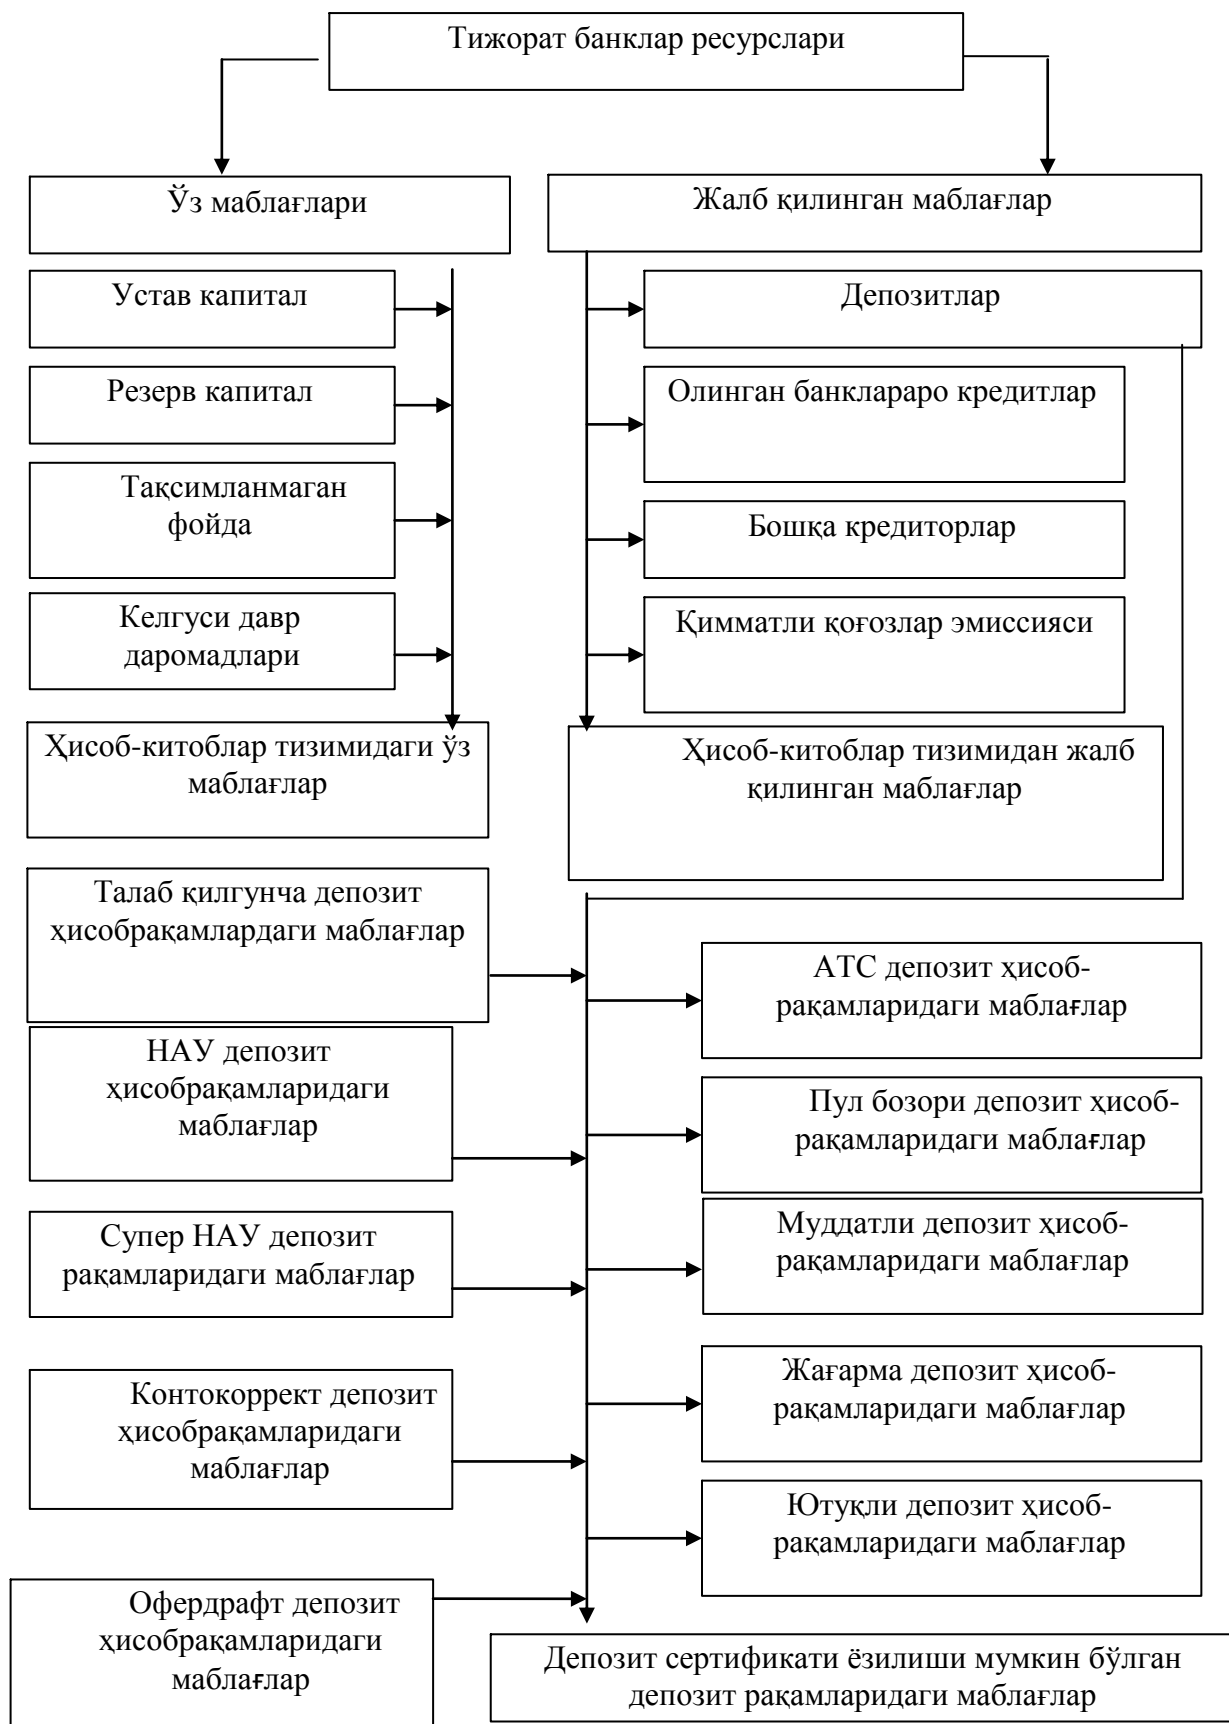 Тижорат банклар ресурслари
Ўз маблағлари
Жалб қилинган маблағлар
Устав капитал
Депозитлар
Резерв капитал
Олинган банклараро кредитлар
Тақсимланмаган
фойда
Бошқа кредиторлар
Келгуси давр
даромадлари
Қимматли қоғозлар эмиссияси
Ҳисоб-китоблар тизимидаги ўз
маблағлар
Ҳисоб-китоблар тизимидан жалб
қилинган маблағлар
Талаб қилгунча депозит
ҳисобрақамлардаги маблағлар
АТС депозит ҳисоб-
рақамларидаги маблағлар
НАУ депозит
ҳисобрақамларидаги
маблағлар
Пул бозори депозит ҳисоб-
рақамларидаги маблағлар
Супер НАУ депозит
рақамларидаги маблағлар
Муддатли депозит ҳисоб-
рақамларидаги маблағлар
Контокоррект депозит
ҳисобрақамларидаги
маблағлар
Жағарма депозит ҳисоб-
рақамларидаги маблағлар
Ютуқли депозит ҳисоб-
рақамларидаги маблағлар
Офердрафт депозит
ҳисобрақамларидаги
маблағлар
Депозит сертификати ёзилиши мумкин бўлган
депозит рақамларидаги маблағлар